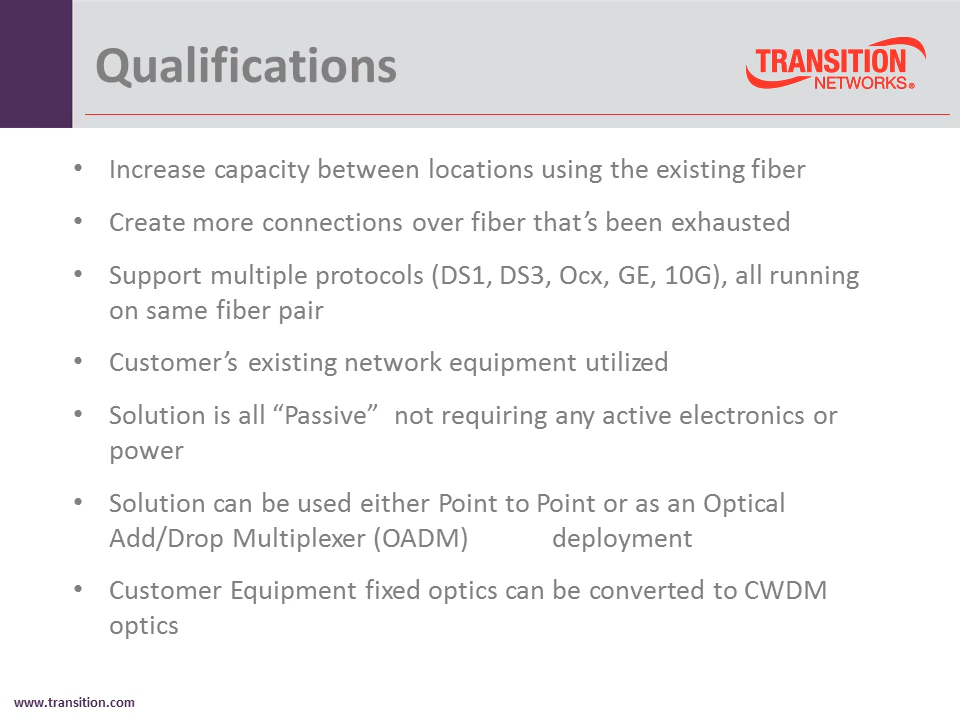 Qualifications
TRANSITION
NETWORKS®
• Increase capacity between locations using the existing fiber
• Create more connections over fiber that’s been exhausted
• Support multiple protocols (DS1, DS3, Ocx, GE, 10G), all running
on same fiber pair
• Customer’s existing network equipment utilized
• Solution is all “Passive” not requiring any active electronics or
power
• Solution can be used either Point to Point or as an Optical
Add/Drop Multiplexer (OADM) deployment
• Customer Equipment fixed optics can be converted to CWDM
optics
www.transition.com